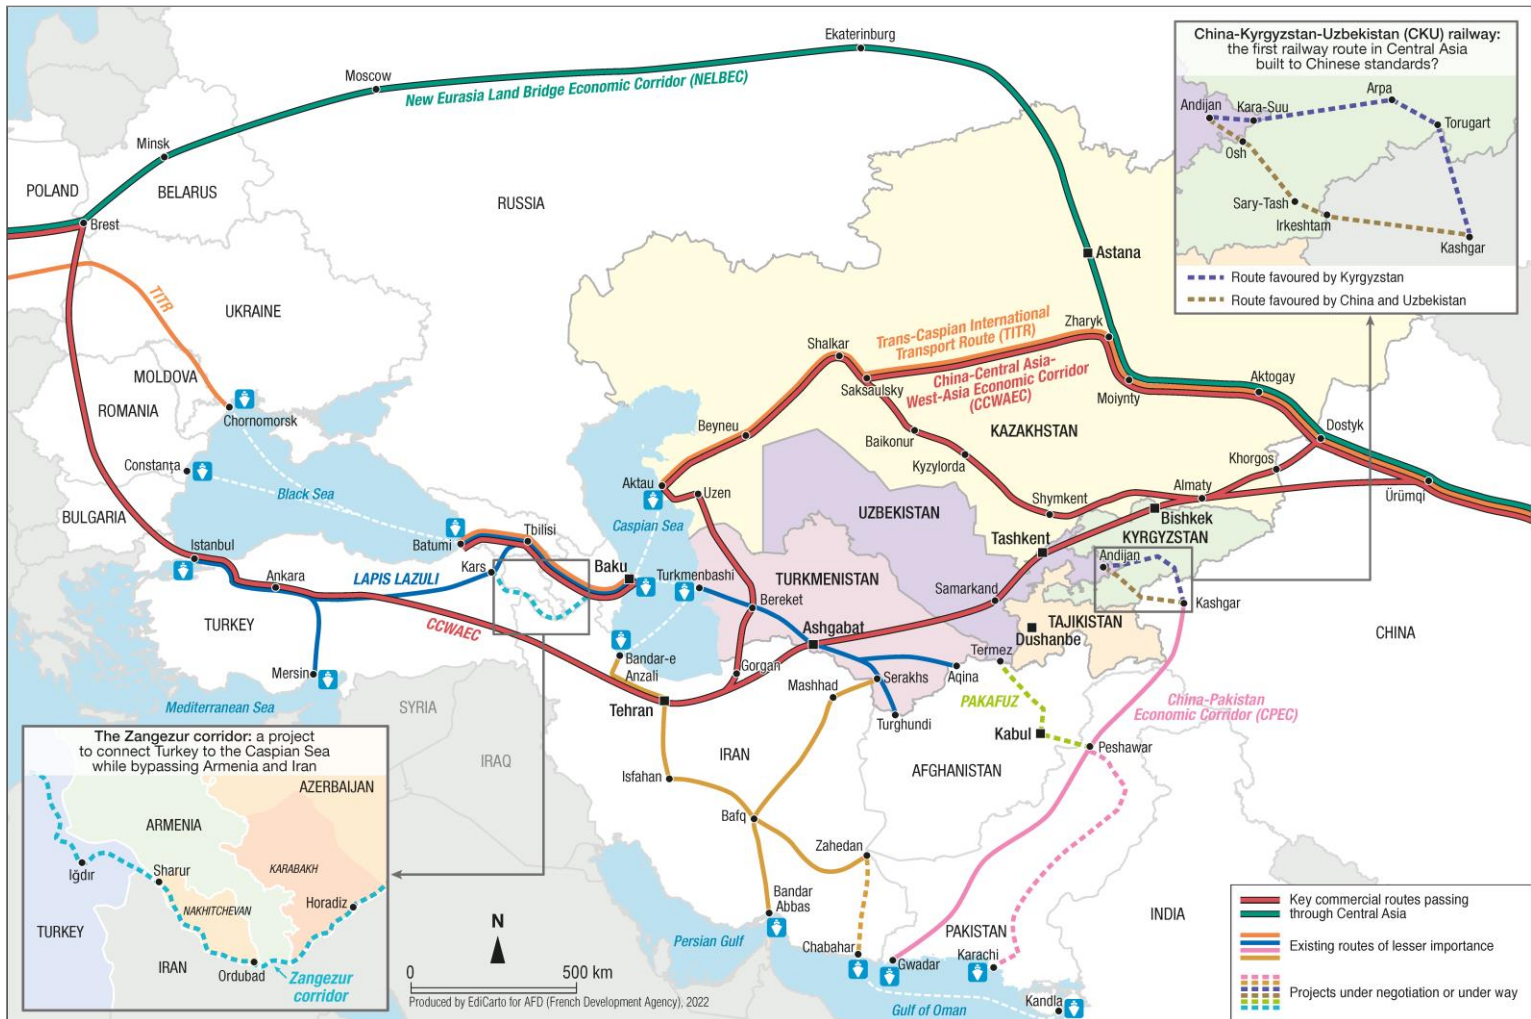 Ekaterinburg
Moscow
New Eurasia Land Bridge Economic Corridor (NELBEC)
Minsk
POLAND
BELARUS
RUSSIA
Brest
TITR
UKRAINE
Astana
China-Kyrgyzstan-Uzbekistan (CKU) railway:
the first railway route in Central Asia
built to Chinese standards?
Andijan
Kara-Suu
Arpa
Torugart
Osh
Sary-Tash
Irkeshtam
Kashgar
Route favoured by Kyrgyzstan
Route favoured by China and Uzbekistan
Trans-Caspian International
Transport Route (TITR)
Zharyk
Shalkar
China-Central Asia-
West-Asia Economic Corridor
(CCWAEC)
Saksaulsky
Moiynty
Aktogay
MOLDOVA
ROMANIA
Chornomorsk
Beyneu
Baikonur
KAZAKHSTAN
Dostyk
Kyzylorda
Khorgos
Constanța
Black Sea
Aktau
Uzen
Shymkent
Almaty
Ürümqi
BULGARIA
Caspian Sea
UZBEKISTAN
Bishkek
KYRGYZSTAN
Tbilisi
Batumi
Istanbul
Tashkent
Andijan
Kars
Baku
Turkmenbashi
TURKMENISTAN
LAPIS LAZULI
Ankara
Samarkand
Bereket
Kashgar
TURKEY
CCWAEC
Ashgabat
TAJIKISTAN
Dushanbe
CHINA
Bandar-e
Anzali
Gorgan
Termez
Mersin
Mashhad
Serakhs
Aqina
Mediterranean Sea
SYRIA
Tehran
Turghundi
PAKAFUZ
China-Pakistan
Economic Corridor (CPEC)
Kabul
Peshawar
The Zangezur corridor: a project
to connect Turkey to the Caspian Sea
while bypassing Armenia and Iran
AZERBAIJAN
ARMENIA
KARABAKH
Iğdır
Sharur
NAKHITCHEVAN
Horadiz
TURKEY
IRAN
Ordubad
Zangezur
corridor
IRAQ
IRAN
Isfahan
AFGHANISTAN
Bafq
Zahedan
Bandar
Abbas
Persian Gulf
Chabahar
Gwadar
PAKISTAN
Karachi
INDIA
Kandla
Gulf of Oman
N
0
500 km
Produced by EdiCarto for AFD (French Development Agency), 2022
Key commercial routes passing
through Central Asia
Existing routes of lesser importance
Projects under negotiation or under way